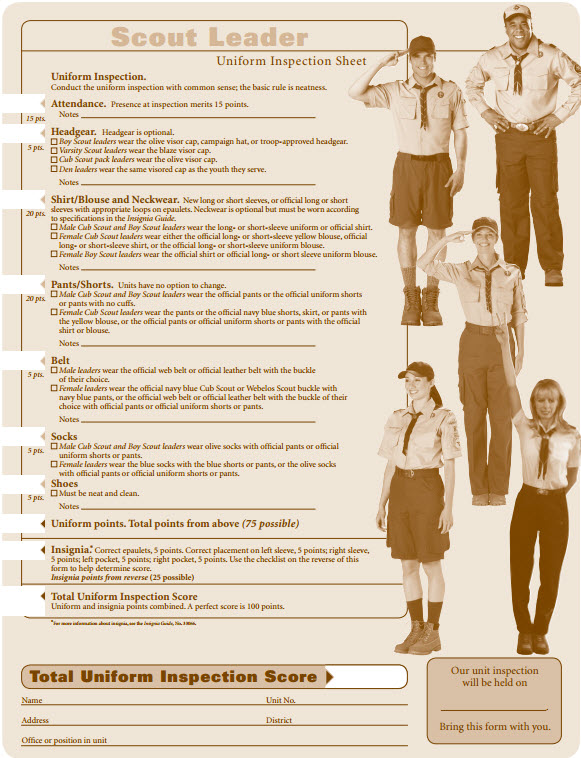 Scout Leader
Uniform Inspection Sheet
Uniform Inspection.
Conduct the uniform inspection with common sense; the basic rule is neatness.
Attendance. Presence at inspection merits 15 points.
15 pts.
Notes
Headgear. Headgear is optional.
5 pts.
Boy Scout leaders wear the olive visor cap, campaign hat, or troop-approved headgear.
Varsity Scout leaders wear the blaze visor cap.
Cub Scout pack leaders wear the olive visor cap.
Den leaders wear the same visored cap as the youth they serve.
Notes
Shirt/Blouse and Neckwear. New long or short sleeves, or official long or short
20 pts.
sleeves with appropriate loops on epaulets. Neckwear is optional but must be worn according
to specifications in the Insignia Guide.
Male Cub Scout and Boy Scout leaders wear the long- or short-sleeve uniform or official shirt.
Female Cub Scout leaders wear either the official long- or short-sleeve yellow blouse, official
long- or short-sleeve shirt, or the official long- or short-sleeve uniform blouse.
Female Boy Scout leaders wear the official shirt or official long- or short sleeve uniform blouse.
Notes
Pants/Shorts. Units have no option to change.
20 pts.
Male Cub Scout and Boy Scout leaders wear the official pants or the official uniform shorts
or pants with no cuffs.
Female Cub Scout leaders wear the pants or the official navy blue shorts, skirt, or pants with
the yellow blouse, or the official pants or official uniform shorts or pants with the official
shirt or blouse.
Notes
Belt
5 pts.
Male leaders wear the official web belt or official leather belt with the buckle
of their choice.
Female leaders wear the official navy blue Cub Scout or Webelos Scout buckle with
navy blue pants, or the official web belt or official leather belt with the buckle of their
choice with official pants or official uniform shorts or pants.
Notes
Socks
5 pts.
Male Cub Scout and Boy Scout leaders wear olive socks with official pants or official
uniform shorts or pants.
Female leaders wear the blue socks with the blue shorts or pants, or the olive socks
with official pants or official uniform shorts or pants.
Shoes
5 pts.
Must be neat and clean.
Notes
Uniform points. Total points from above (75 possible)
Insignia.* Correct epaulets, 5 points. Correct placement on left sleeve, 5 points; right sleeve,
5 points; left pocket, 5 points; right pocket, 5 points. Use the checklist on the reverse of this
form to help determine score.
Insignia points from reverse (25 possible)
Total Uniform Inspection Score
Uniform and insignia points combined. A perfect score is 100 points.
*For more information about insignia, see the Insignia Guide, No. 33066.
Total Uniform Inspection Score
Name
Unit No.
Address
District
Office or position in unit
Our unit inspection
will be held on
.
Bring this form with you.